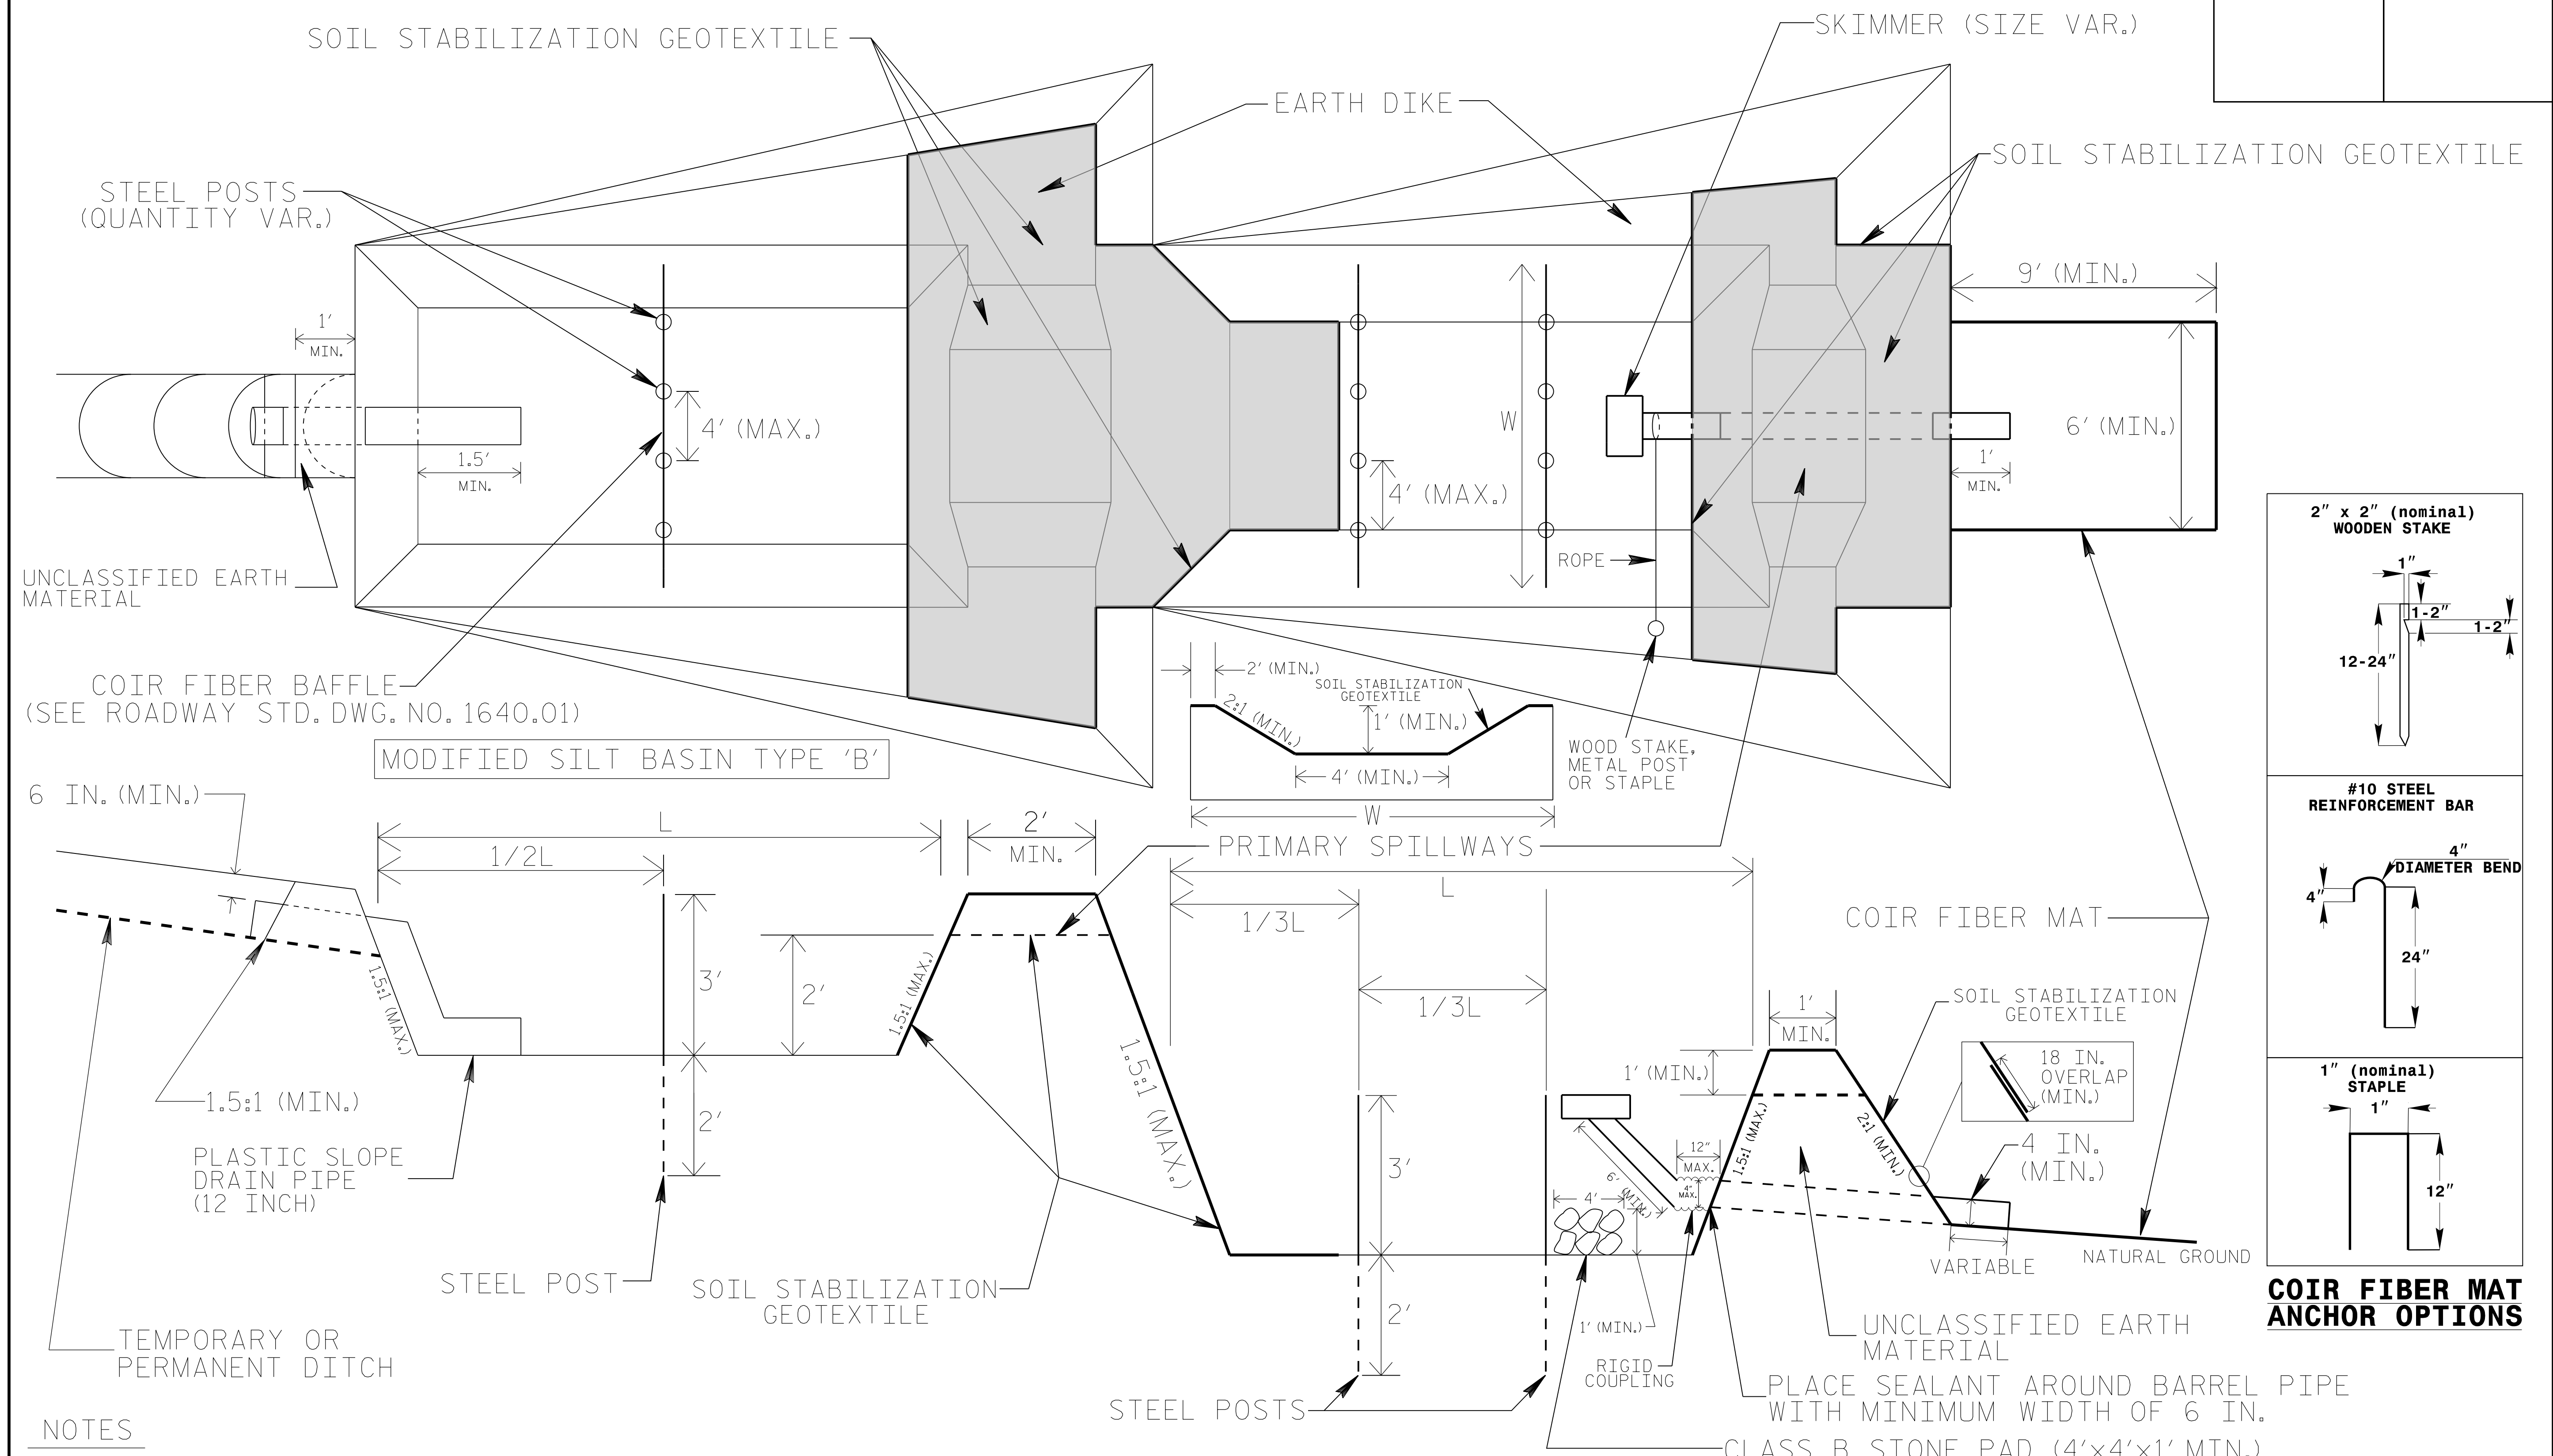 SOIL STABILIZATION GEOTEXTILE
SKIMMER (SIZE VAR.)
EARTH DIKE
SOIL STABILIZATION GEOTEXTILE
STEEL POSTS
(QUANTITY VAR.)
9' (MIN.)
1'
MIN.
4' (MAX.)
W
6' (MIN.)
1.5'
MIN.
1'
MIN.
4' (MAX.)
ROPE
UNCLASSIFIED EARTH
MATERIAL
COIR FIBER BAFFLE
(SEE ROADWAY STD. DWG. NO. 1640.01)
2' (MIN.)
SOIL STABILIZATION
GEOTEXTILE
2:1 (MIN.)
1' (MIN.)
4' (MIN.)
W
WOOD STAKE,
METAL POST
OR STAPLE
MODIFIED SILT BASIN TYPE 'B'
2" x 2" (nominal)
WOODEN STAKE
1"
1-2"
1-2"
12-24"
#10 STEEL
REINFORCEMENT BAR
4"
DIAMETER BEND
4"
24"
1" (nominal)
STAPLE
1"
12"
COIR FIBER MAT
ANCHOR OPTIONS
6 IN. (MIN.)
L
1/2L
2'
MIN.
PRIMARY SPILLWAYS
L
1/3L
1/3L
COIR FIBER MAT
1.5:1 (MAX.)
3'
2'
2'
1.5:1 (MAX.)
1.5:1 (MAX.)
1'
MIN.
1' (MIN.)
SOIL STABILIZATION
GEOTEXTILE
18 IN.
OVERLAP
(MIN.)
1.5:1 (MIN.)
PLASTIC SLOPE
DRAIN PIPE
(12 INCH)
3'
2'
12"
MAX.
6' (MIN.)
4"
MAX.
4'
1.5:1 (MAX.)
2:1 (MIN.)
4 IN.
(MIN.)
VARIABLE
NATURAL GROUND
STEEL POST
SOIL STABILIZATION
GEOTEXTILE
1' (MIN.)
RIGID
COUPLING
UNCLASSIFIED EARTH
MATERIAL
TEMPORARY OR
PERMANENT DITCH
STEEL POSTS
PLACE SEALANT AROUND BARREL PIPE
WITH MINIMUM WIDTH OF 6 IN.
CLASS B STONE PAD (4'x4'x1' MIN.)
NOTES